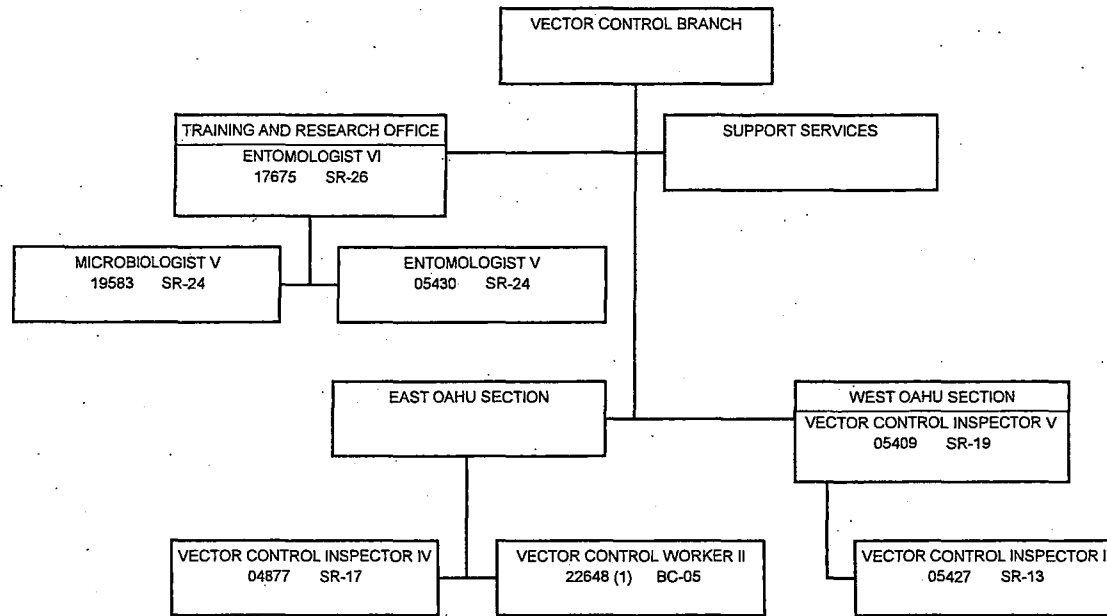 VECTOR CONTROL BRANCH
TRAINING AND RESEARCH OFFICE
ENTOMOLOGIST VI
17675 SR-26
SUPPORT SERVICES
MICROBIOLOGIST V
19583 SR-24
ENTOMOLOGIST V
05430 SR-24
EAST OAHU SECTION
WEST OAHU SECTION
VECTOR CONTROL INSPECTOR V
05409 SR-19
VECTOR CONTROL INSPECTOR IV
04877 SR-17
VECTOR CONTROL WORKER II
22648 (1) BC-05
VECTOR CONTROL INSPECTOR I
05427 SR-13